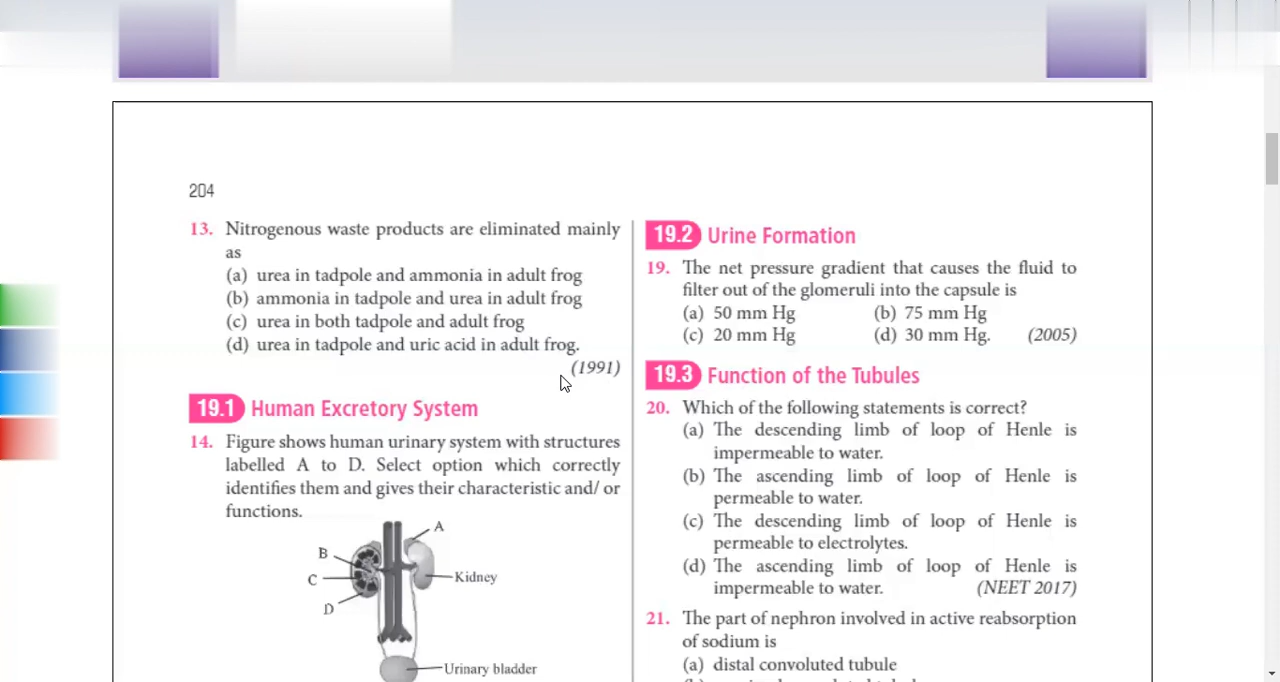 204
13. Nitrogenous waste products are eliminated mainly
as
(a) urea in tadpole and ammonia in adult frog
(b) ammonia in tadpole and urea in adult frog
(c) urea in both tadpole and adult frog
(d) urea in tadpole and uric acid in adult frog.
(1991)
19.1 Human Excretory System
14. Figure shows human urinary system with structures
labelled A to D. Select option which correctly
identifies them and gives their characteristic and/ or
functions.
A
B
C
Kidney
D
Urinary bladder
19.2 Urine Formation
19. The net pressure gradient that causes the fluid to
filter out of the glomeruli into the capsule is
(a) 50 mm Hg (b) 75 mm Hg
(c) 20 mm Hg (d) 30 mm Hg. (2005)
19.3 Function of the Tubules
20. Which of the following statements is correct?
(a) The descending limb of loop of Henle is
impermeable to water.
(b) The ascending limb of loop of Henle is
permeable to water.
(c) The descending limb of loop of Henle is
permeable to electrolytes.
(d) The ascending limb of loop of Henle is
impermeable to water. (NEET 2017)
21. The part of nephron involved in active reabsorption
of sodium is
(a) distal convoluted tubule